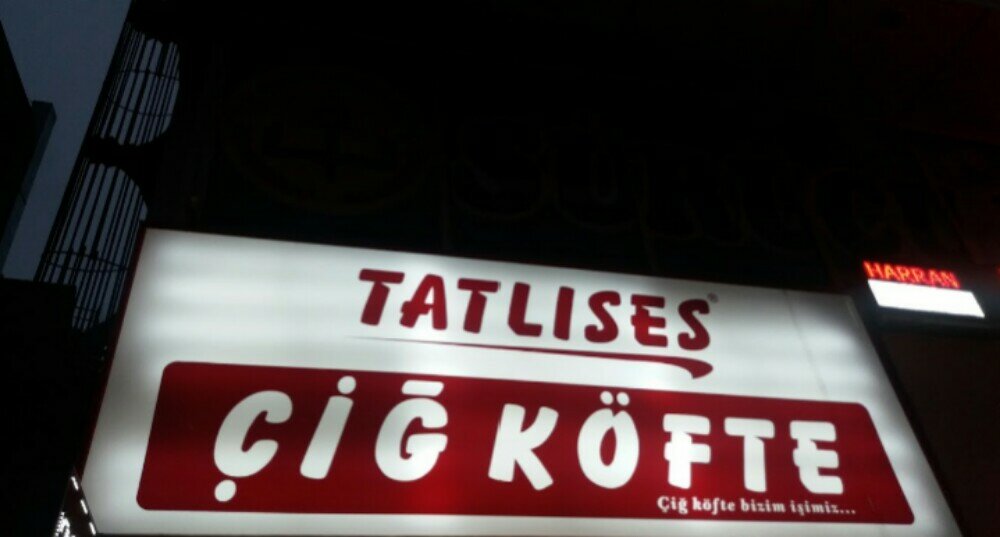 TATLISES®
HARRAN
ÇİĞ KÖFTE
Çiğ köfte bizim işimiz...